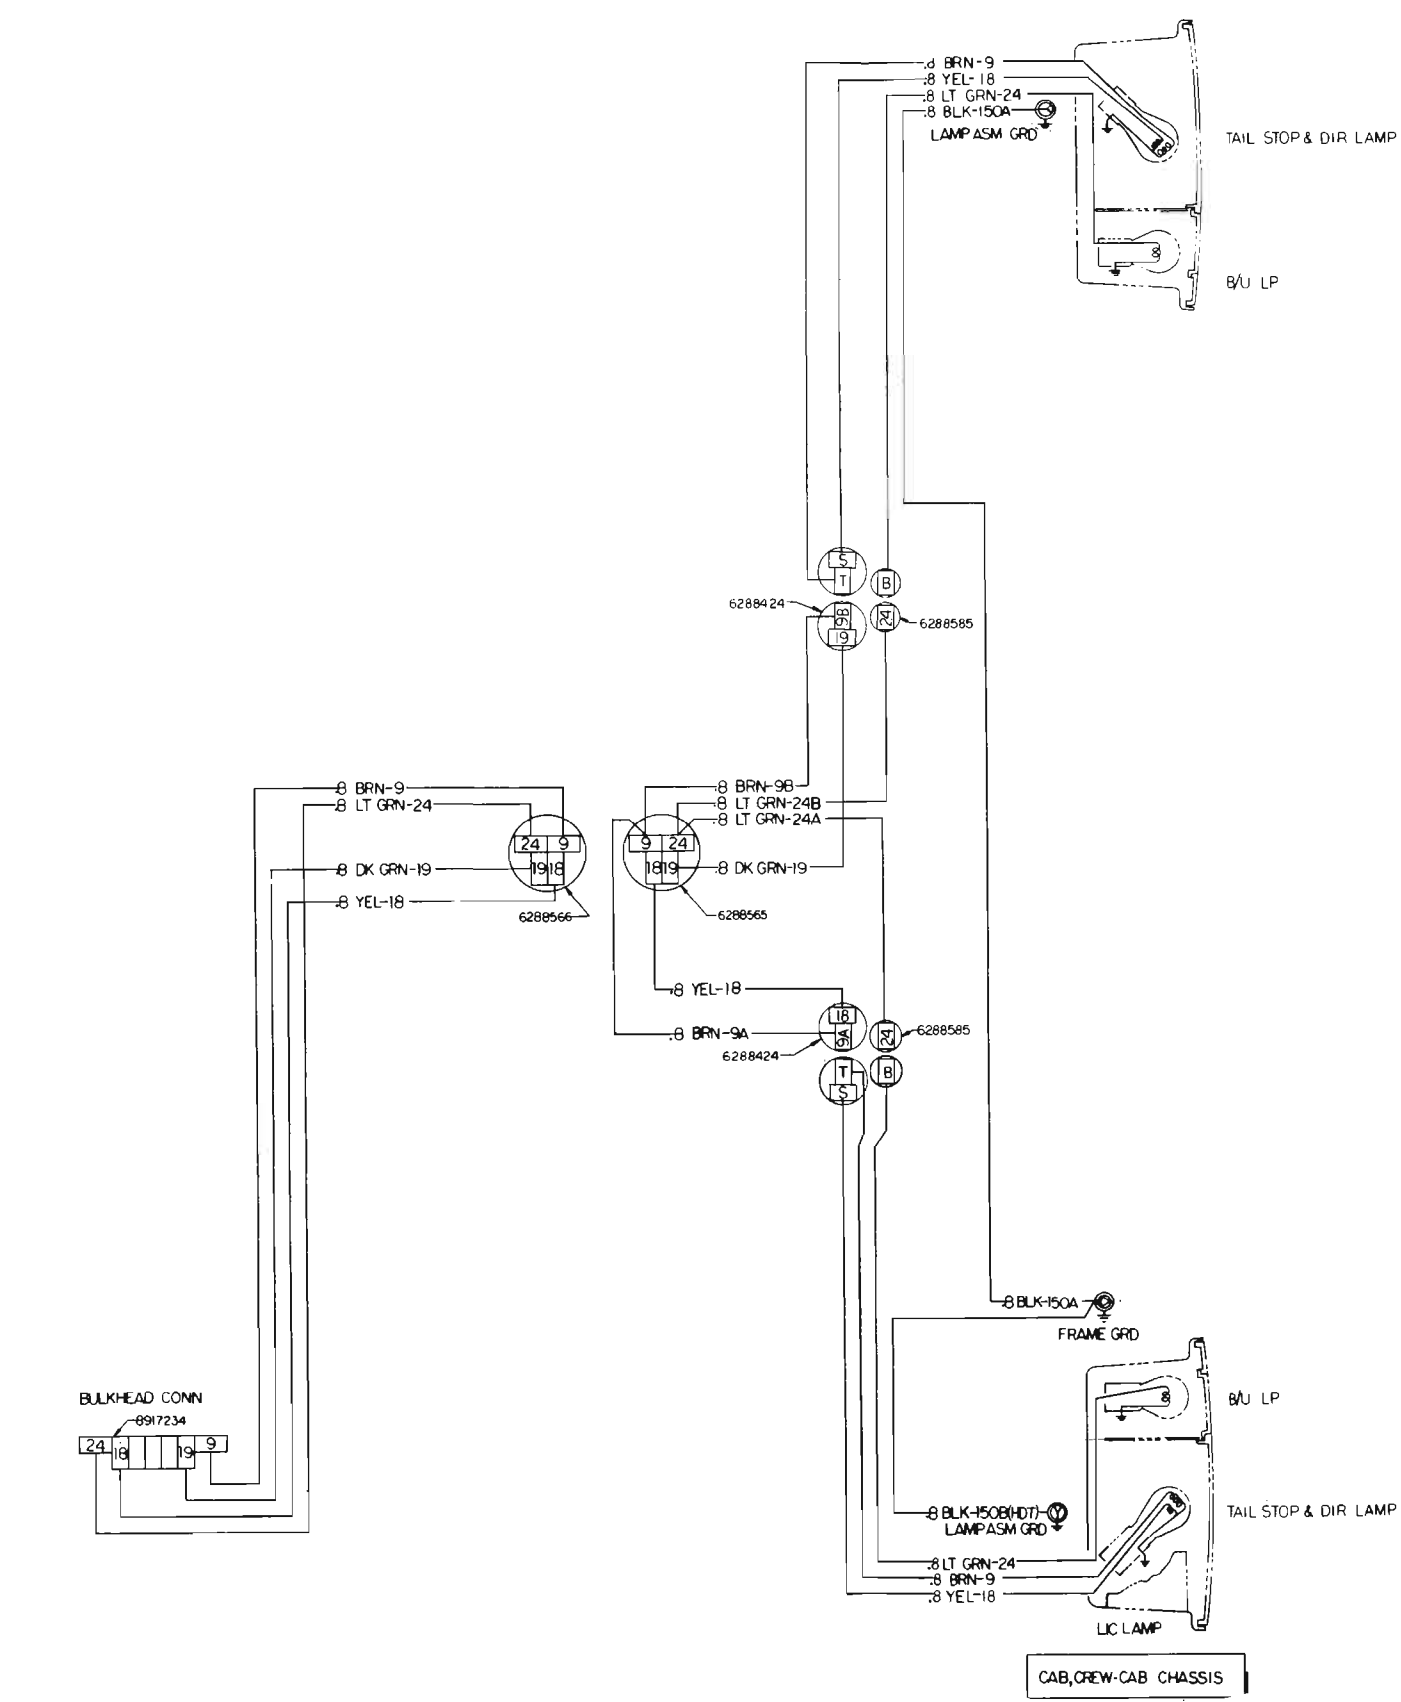 .8 BRN-9
.8 YEL-18
.8 LT GRN-24
.8 BLK-150A
LAMP ASM GRD
TAIL STOP & DIR LAMP
B/U LP
S
T
B
6288424
9B
19
24
6288585
.8 BRN-9
.8 LT GRN-24
.8 BRN-9B
.8 LT GRN-24B
.8 LT GRN-24A
24 9
19 18
9 24
18 19
.8 DK GRN-19
.8 DK GRN-19
.8 YEL-18
6288566
6288565
.8 YEL-18
18
9A
24
6288585
.8 BRN-9A
6288424
T
B
S
.8 BLK-150A
FRAME GRD
BULKHEAD CONN
8917234
24 18 19 9
B/U LP
.8 BLK-150B(HDT)
LAMP ASM GRD
TAIL STOP & DIR LAMP
.8 LT GRN-24
.8 BRN-9
.8 YEL-18
LIC LAMP
CAB, CREW-CAB CHASSIS